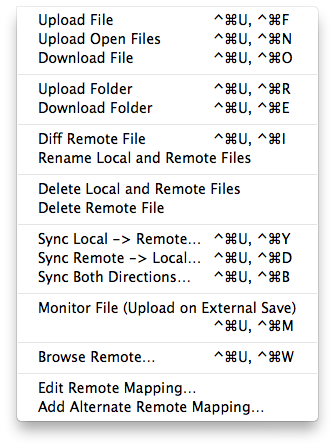 Upload File ^⌘U, ^⌘F
Upload Open Files ^⌘U, ^⌘N
Download File ^⌘U, ^⌘O
Upload Folder ^⌘U, ^⌘R
Download Folder ^⌘U, ^⌘E
Diff Remote File ^⌘U, ^⌘I
Rename Local and Remote Files
Delete Local and Remote Files
Delete Remote File
Sync Local -> Remote... ^⌘U, ^⌘Y
Sync Remote -> Local... ^⌘U, ^⌘D
Sync Both Directions... ^⌘U, ^⌘B
Monitor File (Upload on External Save)
^⌘U, ^⌘M
Browse Remote... ^⌘U, ^⌘W
Edit Remote Mapping...
Add Alternate Remote Mapping...